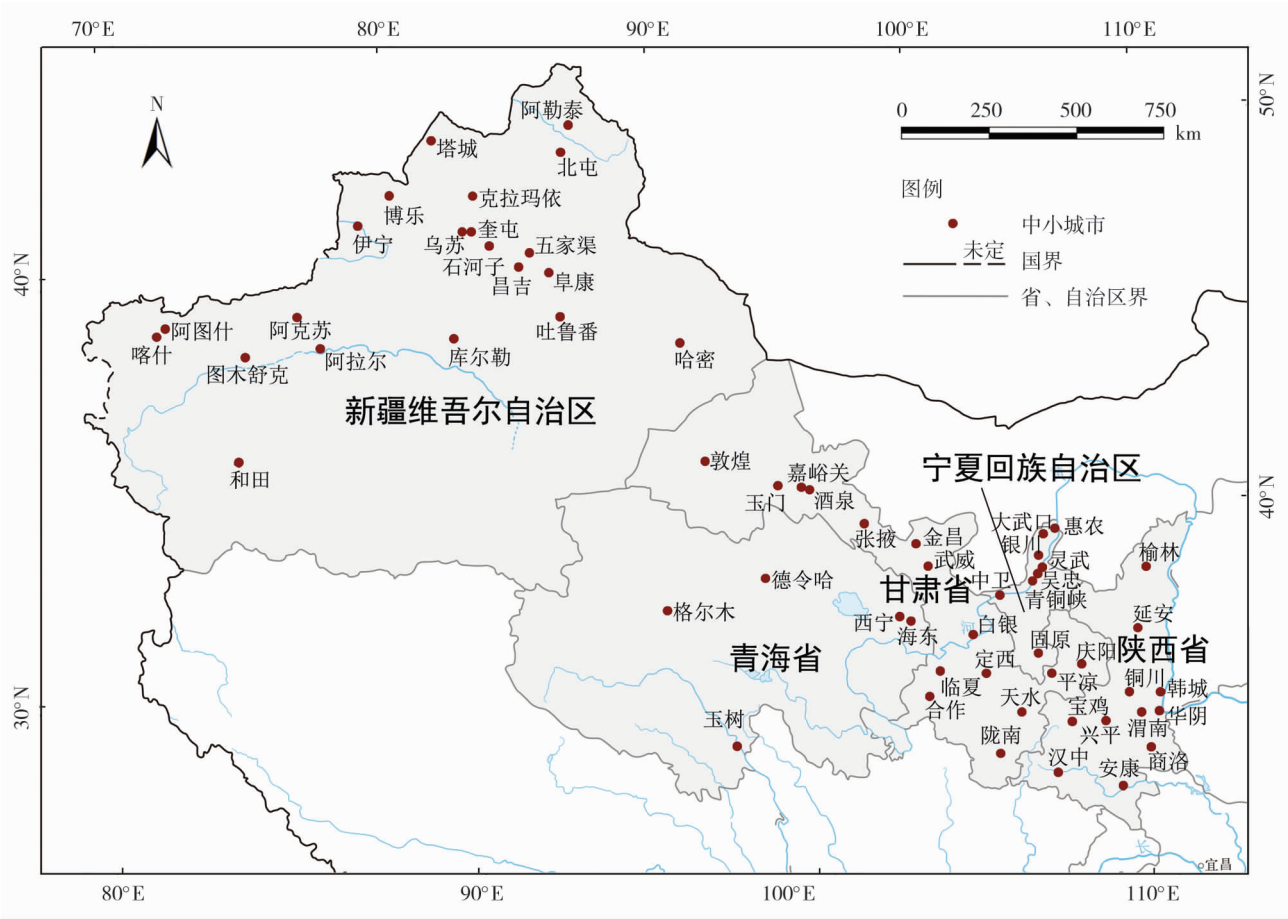 70°E 80°E 90°E 100°E 110°E
50°N
N
0 250 500 750
km
图例
中小城市
未定 国界
省、自治区界
阿勒泰
塔城
北屯
克拉玛依
博乐
伊宁
乌苏
奎屯
五家渠
石河子
昌吉
阜康
40°N
吐鲁番
阿图什
喀什
阿克苏
阿拉尔
图木舒克
库尔勒
哈密
新疆维吾尔自治区
和田
敦煌
嘉峪关
玉门
酒泉
宁夏回族自治区
40°N
张掖
金昌
大武口
惠农
银川
武威
灵武
榆林
中卫
吴忠
青铜峡
甘肃省
德令哈
格尔木
西宁
海东
河
白银
固原
延安
庆阳
陕西省
青海省
定西
临夏
平凉
铜川
韩城
合作
天水
宝鸡
兴平
渭南
华阴
30°N
玉树
陇南
汉中
安康
商洛
长
宜昌
80°E 90°E 100°E 110°E